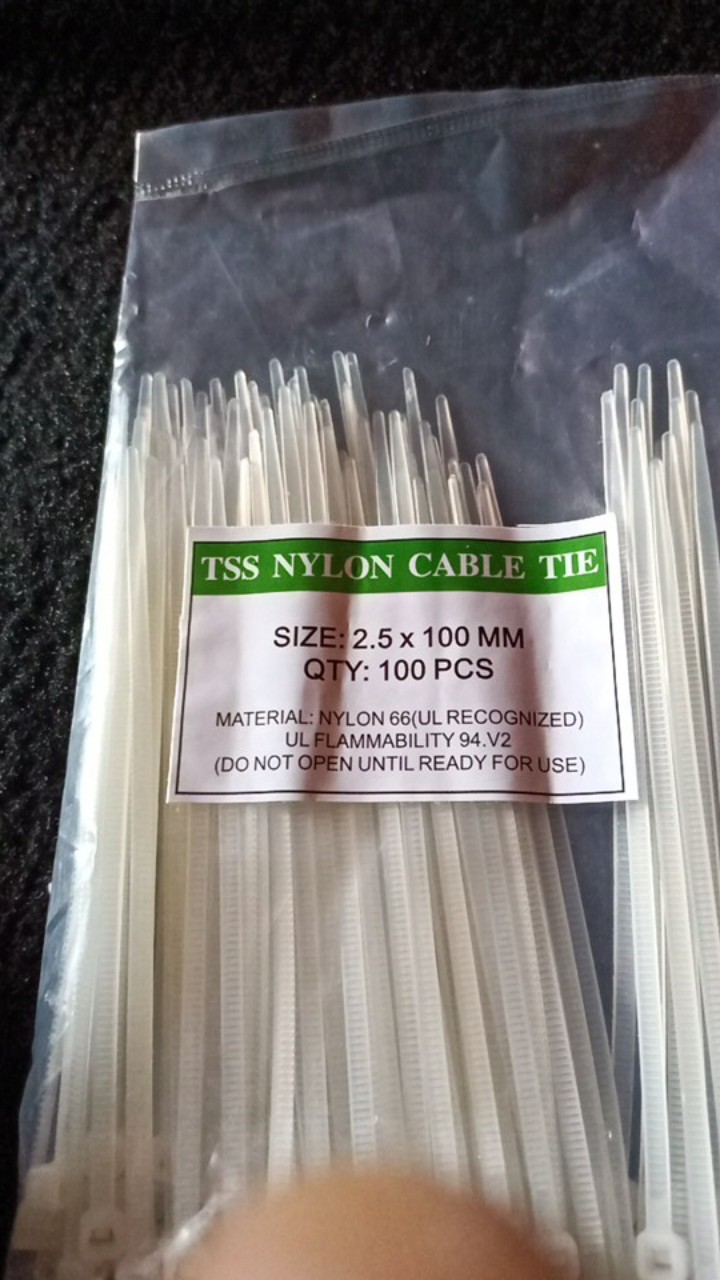 TSS NYLON CABLE TIE
SIZE: 2.5 x 100 MM
QTY: 100 PCS
MATERIAL: NYLON 66(UL RECOGNIZED)
UL FLAMMABILITY 94.V2
(DO NOT OPEN UNTIL READY FOR USE)